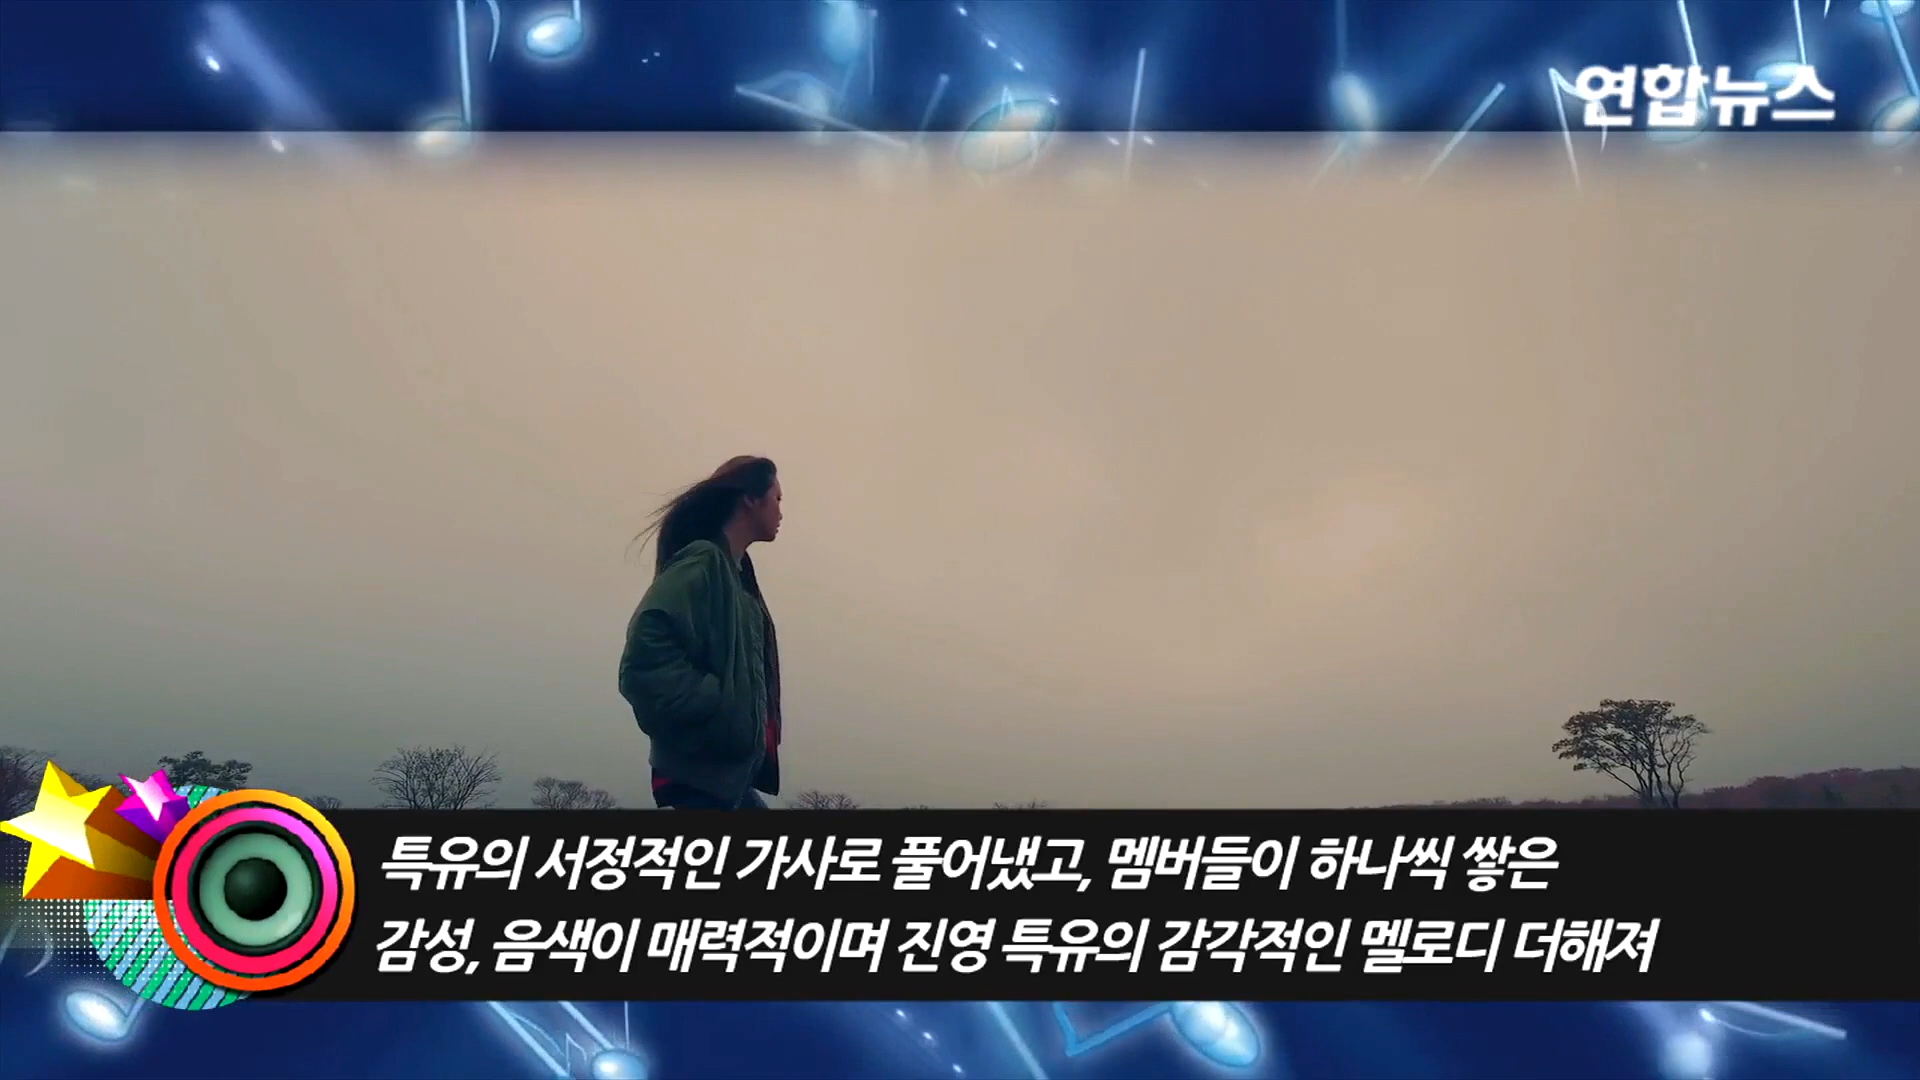 연합뉴스
특유의 서정적인 가사로 풀어냈고, 멤버들이 하나씩 쌓은
감성, 음색이 매력적이며 진영 특유의 감각적인 멜로디 더해져